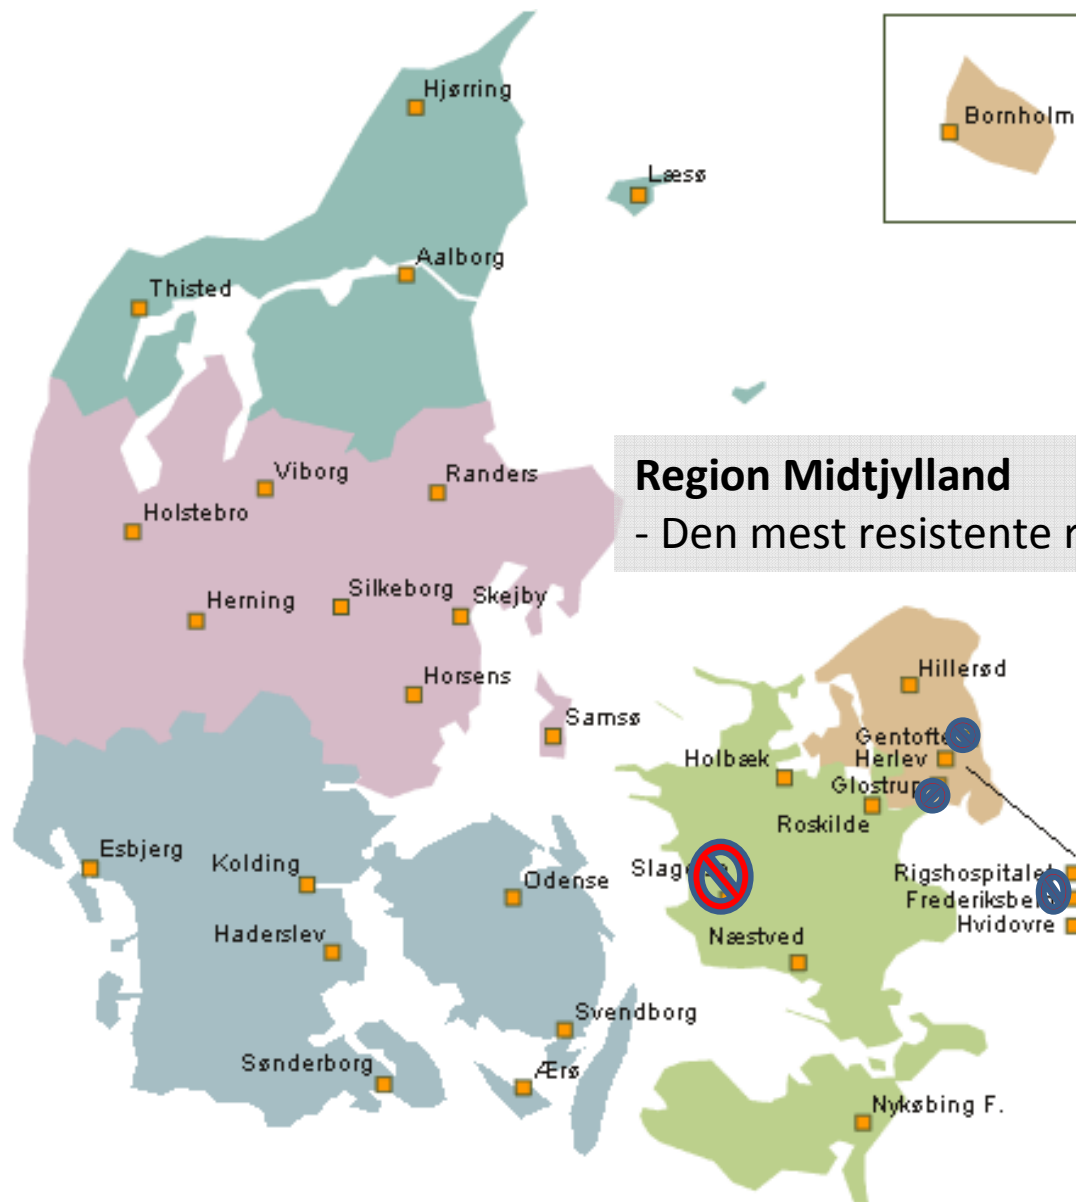 Hjørring
Bornholm
Læsø
Aalborg
Thisted
Region Midtjylland
- Den mest resistente
Viborg
Randers
Holstebro
Silkeborg
Skejby
Herning
Hillerød
Horsens
Samsø
Gentofte
Holbæk
Herlev
Glostrup
Roskilde
Esbjerg
Kolding
Odense
Rigshospitalet
Hvidovre
Haderslev
Næstved
Svendborg
Sønderborg
Ærø
Nykøbing F.